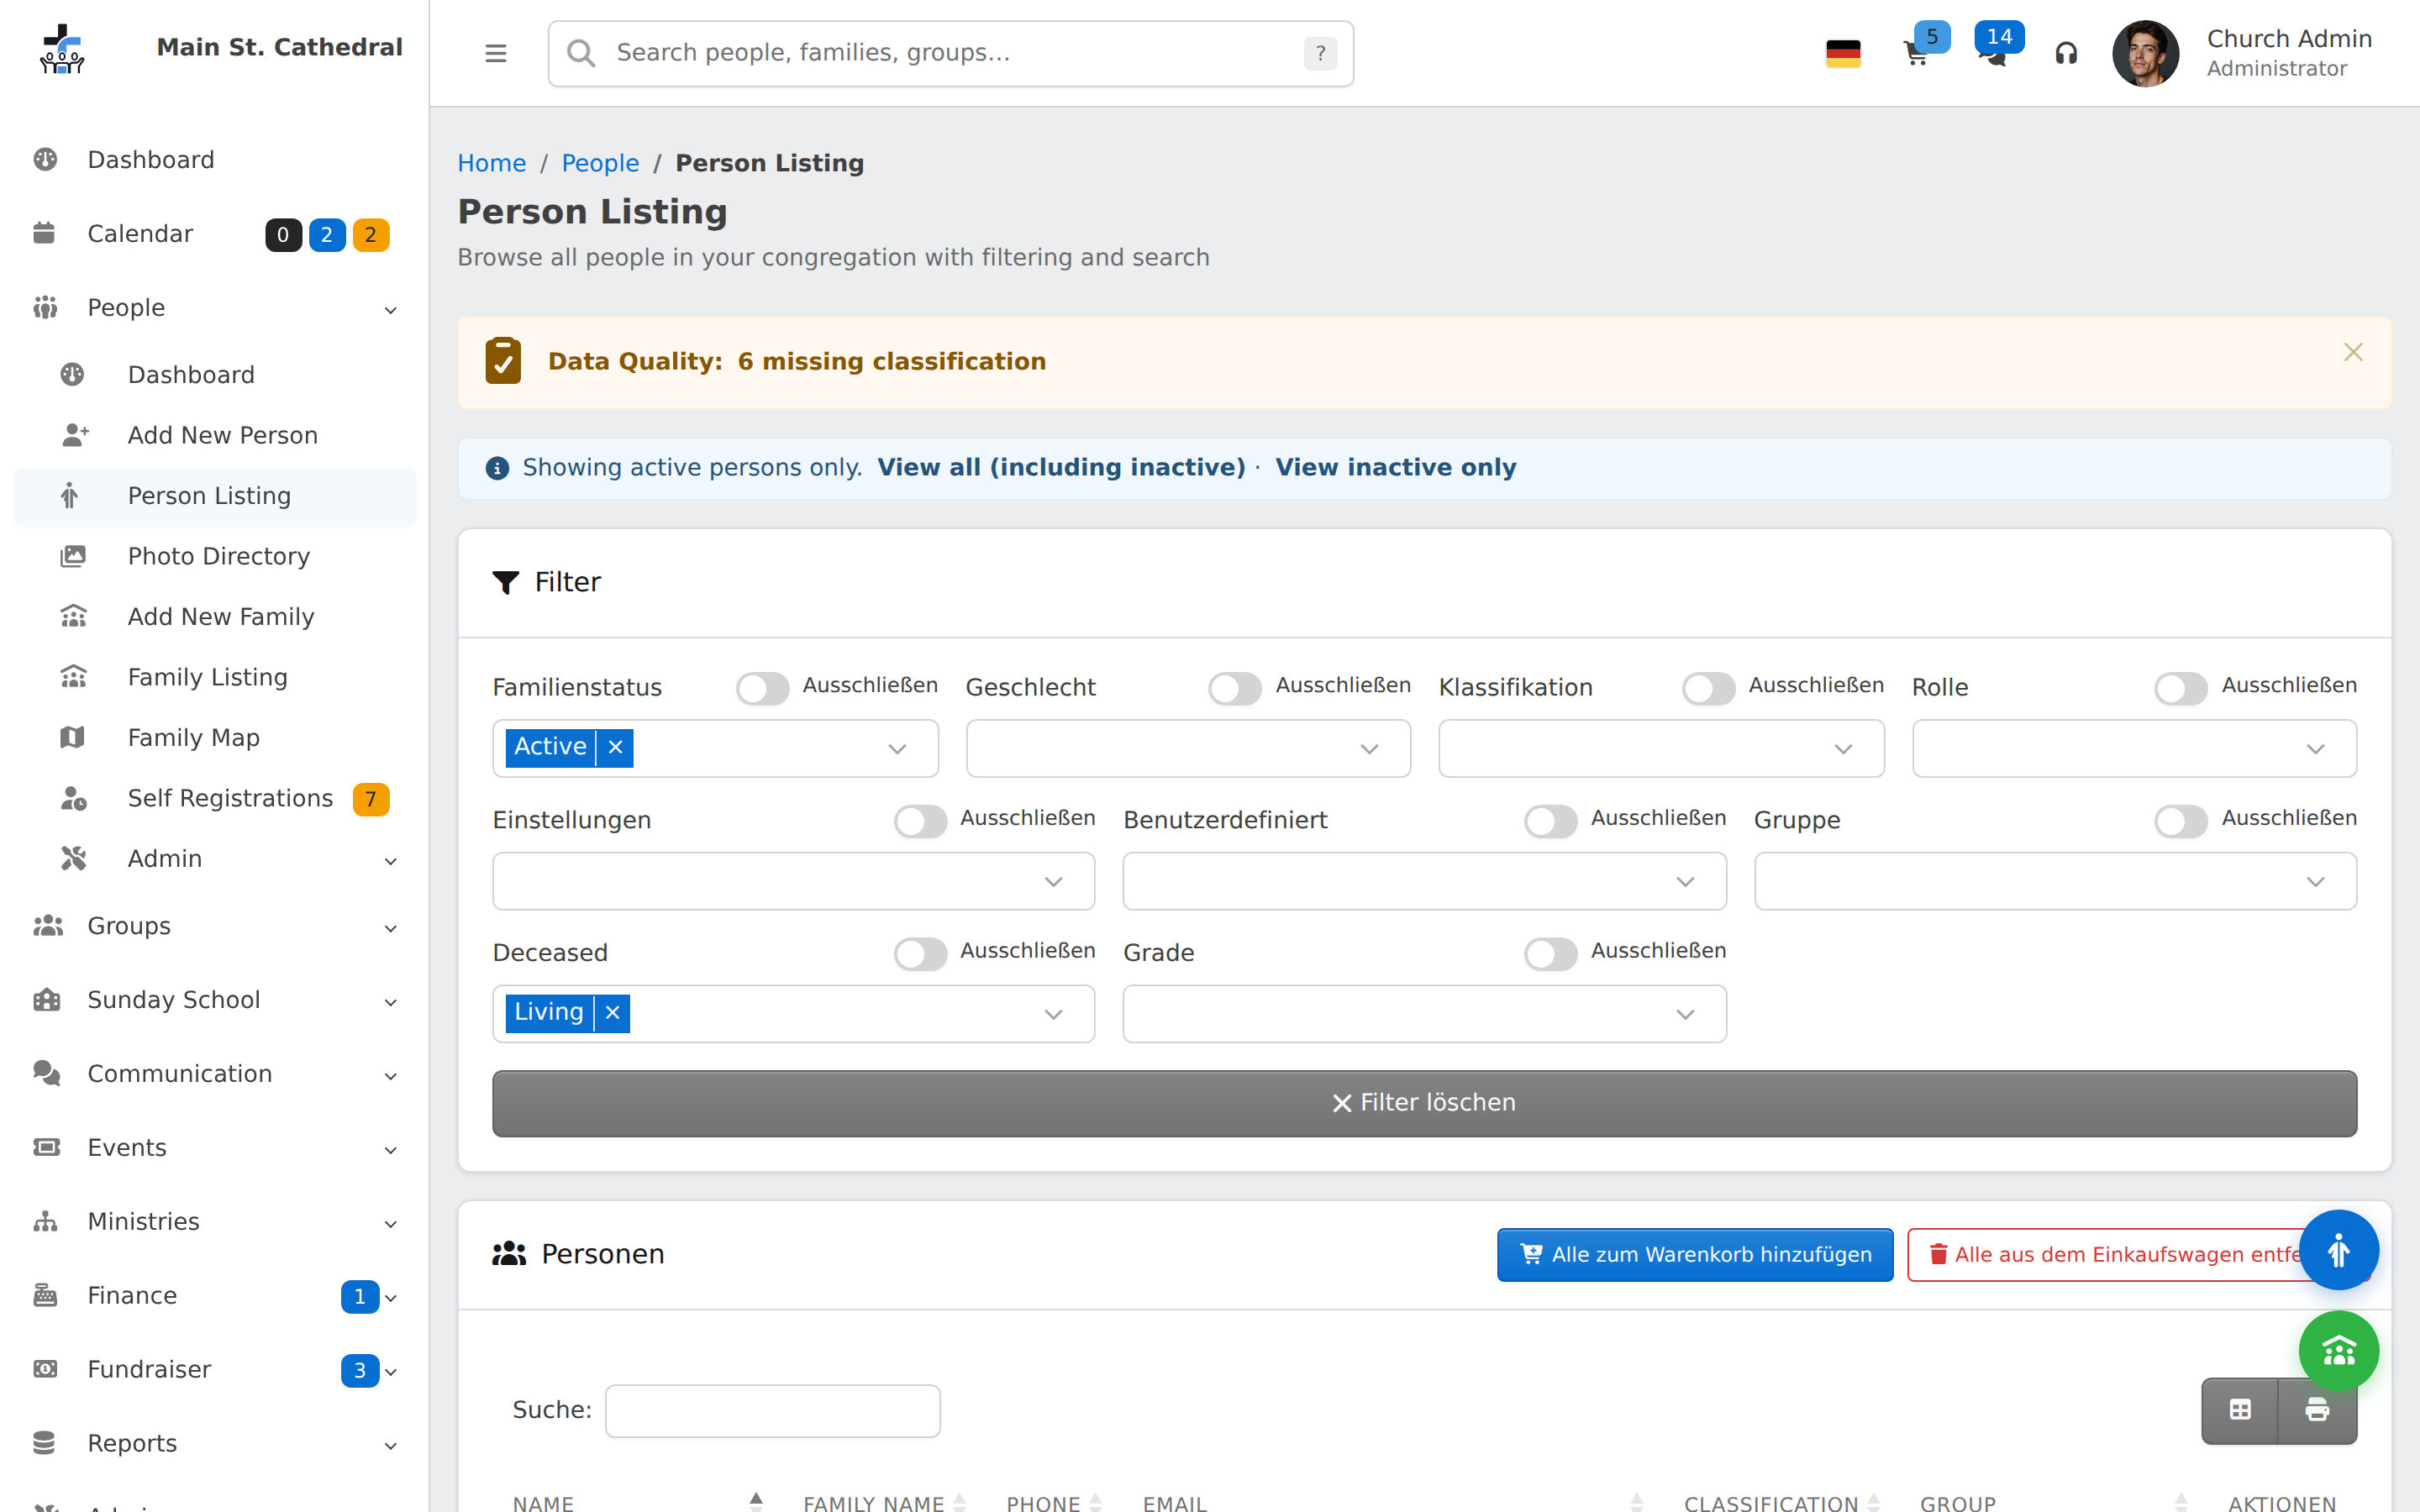 Main St. Cathedral
Search people, families, groups...
?
5
14
Church Admin
Administrator
Dashboard
Calendar
0
2
2
People
Dashboard
Add New Person
Person Listing
Photo Directory
Add New Family
Family Listing
Family Map
Self Registrations
7
Admin
Groups
Sunday School
Communication
Events
Ministries
Finance
1
Fundraiser
3
Reports
Home / People / Person Listing
Person Listing
Browse all people in your congregation with filtering and search
Data Quality: 6 missing classification
Showing active persons only. View all (including inactive) · View inactive only
Filter
Familienstatus
Ausschließen
Geschlecht
Ausschließen
Klassifikation
Ausschließen
Rolle
Ausschließen
Active ×
Einstellungen
Ausschließen
Benutzerdefiniert
Ausschließen
Gruppe
Ausschließen
Deceased
Ausschließen
Grade
Ausschließen
Living ×
Filter löschen
Personen
Alle zum Warenkorb hinzufügen
Alle aus dem Einkaufswagen
Suche:
NAME
FAMILY NAME
PHONE
EMAIL
CLASSIFICATION
GROUP
AKTIONEN